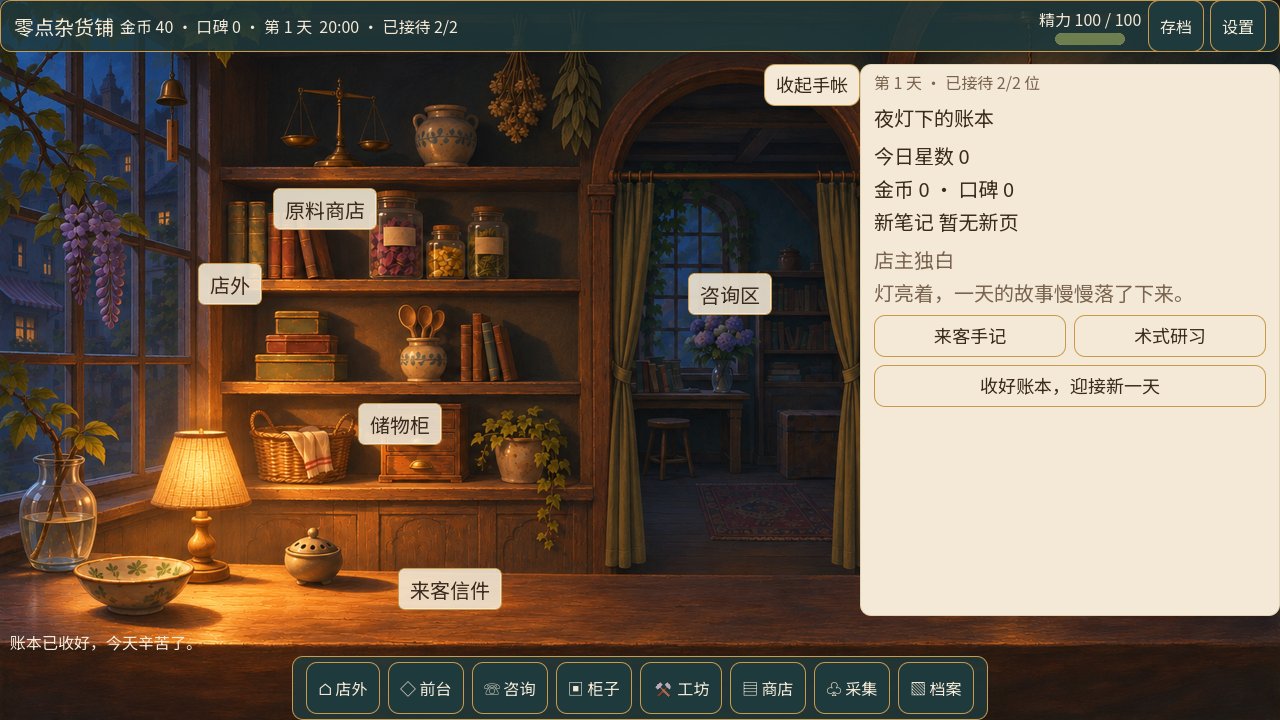 零点杂货铺 金币 40 · 口碑 0 · 第 1 天 20:00 · 已接待 2/2
精力 100 / 100
存档
设置
收起手帐
第 1 天 · 已接待 2/2 位
夜灯下的账本
今日星数 0
金币 0 · 口碑 0
新笔记 暂无新页
店主独白
灯亮着，一天的故事慢慢落了下来。
来客手记
术式研习
收好账本，迎接新一天
原料商店
店外
咨询区
储物柜
来客信件
账本已收好，今天辛苦了。
店外
前台
咨询
柜子
工坊
商店
采集
档案